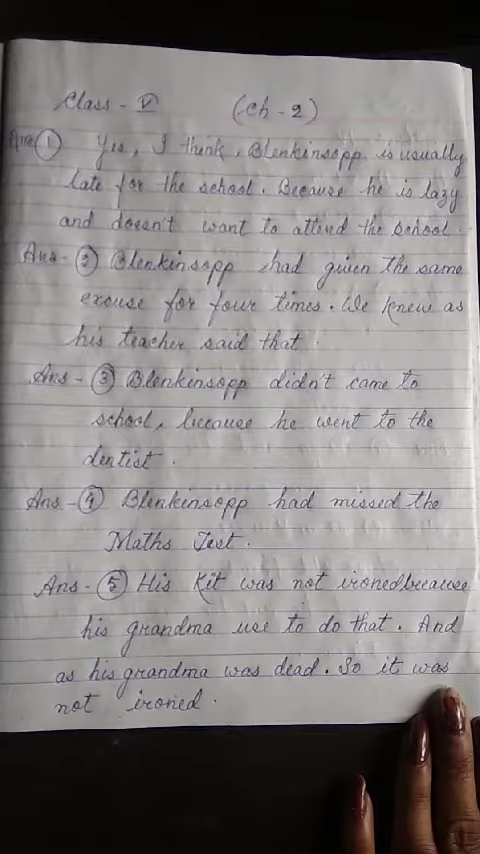 Class - V (Ch - 2)
Ans ① Yes, I think, Blenkinsopp is usually
late for the school. Because he is lazy
and doesn't want to attend the school.
Ans - ② Blenkinsopp had given the same
excuse for four times. We knew as
his teacher said that.
Ans - ③ Blenkinsopp didn't came to
school, because he went to the
dentist.
Ans - ④ Blenkinsopp had missed the
Maths Test.
Ans - ⑤ His Kit was not ironed because
his grandma use to do that. And
as his grandma was dead. So it was
not ironed.